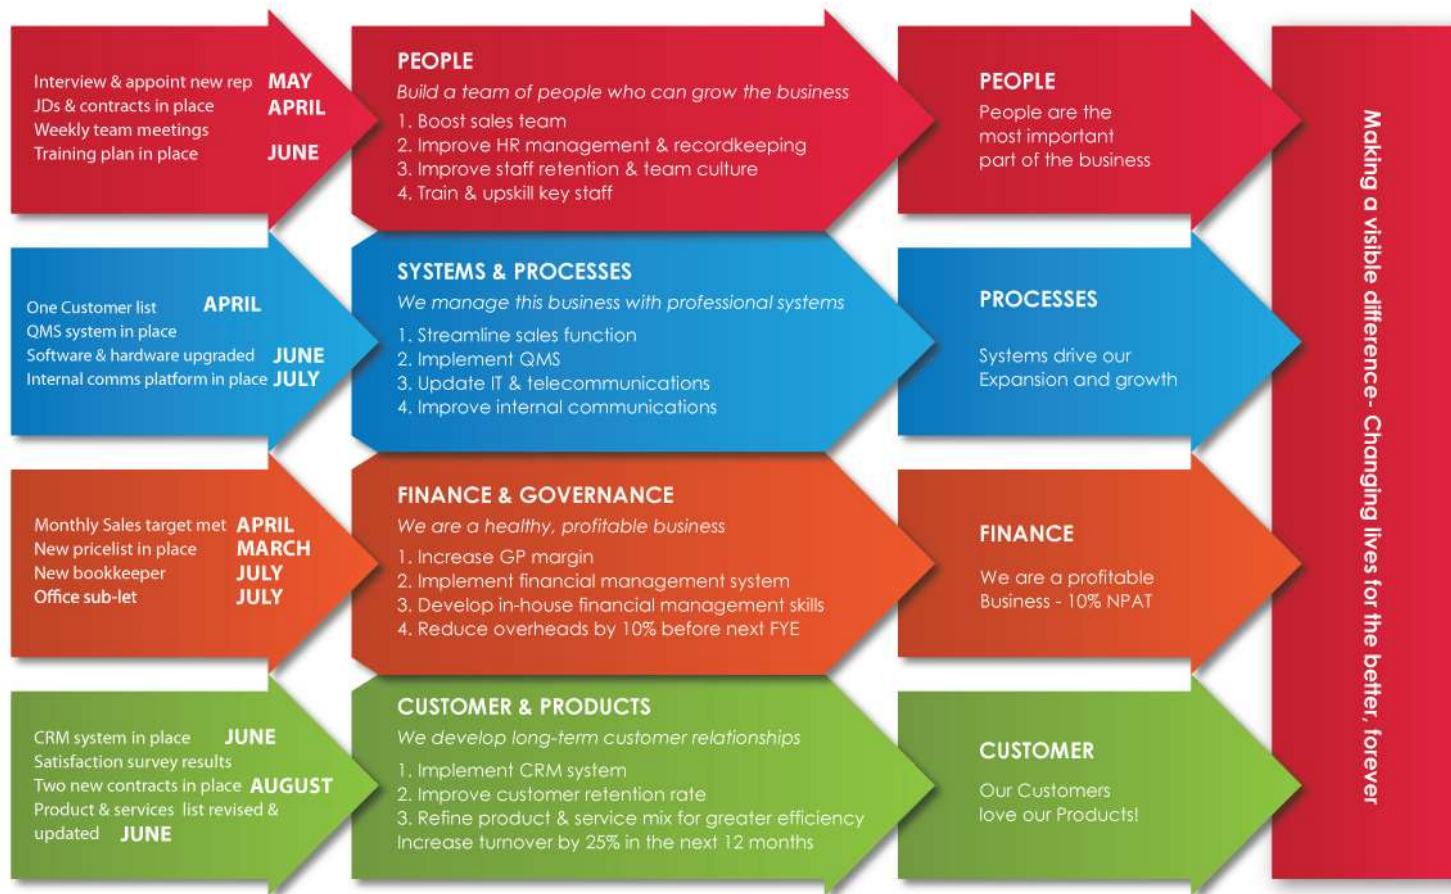 Interview & appoint new rep MAY
JDs & contracts in place APRIL
Weekly team meetings
Training plan in place JUNE
PEOPLE
Build a team of people who can grow the business
1. Boost sales team
2. Improve HR management & recordkeeping
3. Improve staff retention & team culture
4. Train & upskill key staff
PEOPLE
People are the
most important
part of the business
One Customer list APRIL
QMS system in place
Software & hardware upgraded JUNE
Internal comms platform in place JULY
SYSTEMS & PROCESSES
We manage this business with professional systems
1. Streamline sales function
2. Implement QMS
3. Update IT & telecommunications
4. Improve internal communications
PROCESSES
Systems drive our
Expansion and growth
Monthly Sales target met APRIL
New pricelist in place MARCH
New bookkeeper JULY
Office sub-let JULY
FINANCE & GOVERNANCE
We are a healthy, profitable business
1. Increase GP margin
2. Implement financial management system
3. Develop in-house financial management skills
4. Reduce overheads by 10% before next FYE
FINANCE
We are a profitable
Business - 10% NPAT
CRM system in place JUNE
Satisfaction survey results
Two new contracts in place AUGUST
Product & services list revised &
updated JUNE
CUSTOMER & PRODUCTS
We develop long-term customer relationships
1. Implement CRM system
2. Improve customer retention rate
3. Refine product & service mix for greater efficiency
Increase turnover by 25% in the next 12 months
CUSTOMER
Our Customers
love our Products!
Making a visible difference- Changing lives for the better, forever